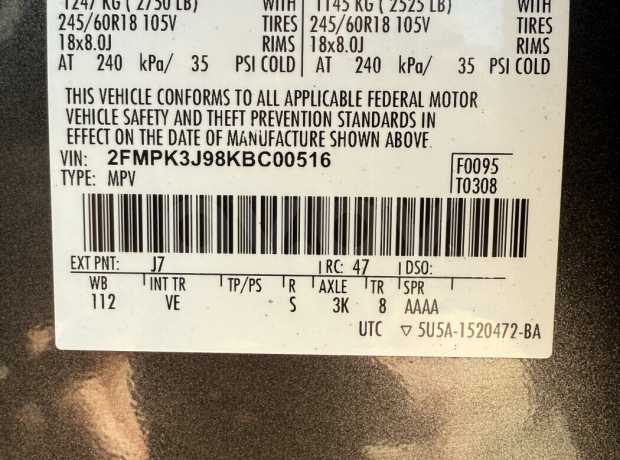 1247 KG ( 2750 LB) WITH 1145 KG ( 2525 LB) WITH
245/60R18 105V TIRES 245/60R18 105V TIRES
18x8.0J RIMS 18x8.0J RIMS
AT 240 kPa/ 35 PSI COLD AT 240 kPa/ 35 PSI COLD
THIS VEHICLE CONFORMS TO ALL APPLICABLE FEDERAL MOTOR
VEHICLE SAFETY AND THEFT PREVENTION STANDARDS IN
EFFECT ON THE DATE OF MANUFACTURE SHOWN ABOVE.
VIN: 2FMPK3J98KBC00516 F0095
TYPE: MPV T0308
EXT PNT: J7 RC: 47 DSO:
WB INT TR TP/PS R AXLE TR SPR
112 VE S 3K 8 AAAA
UTC ▽ 5U5A-1520472-BA